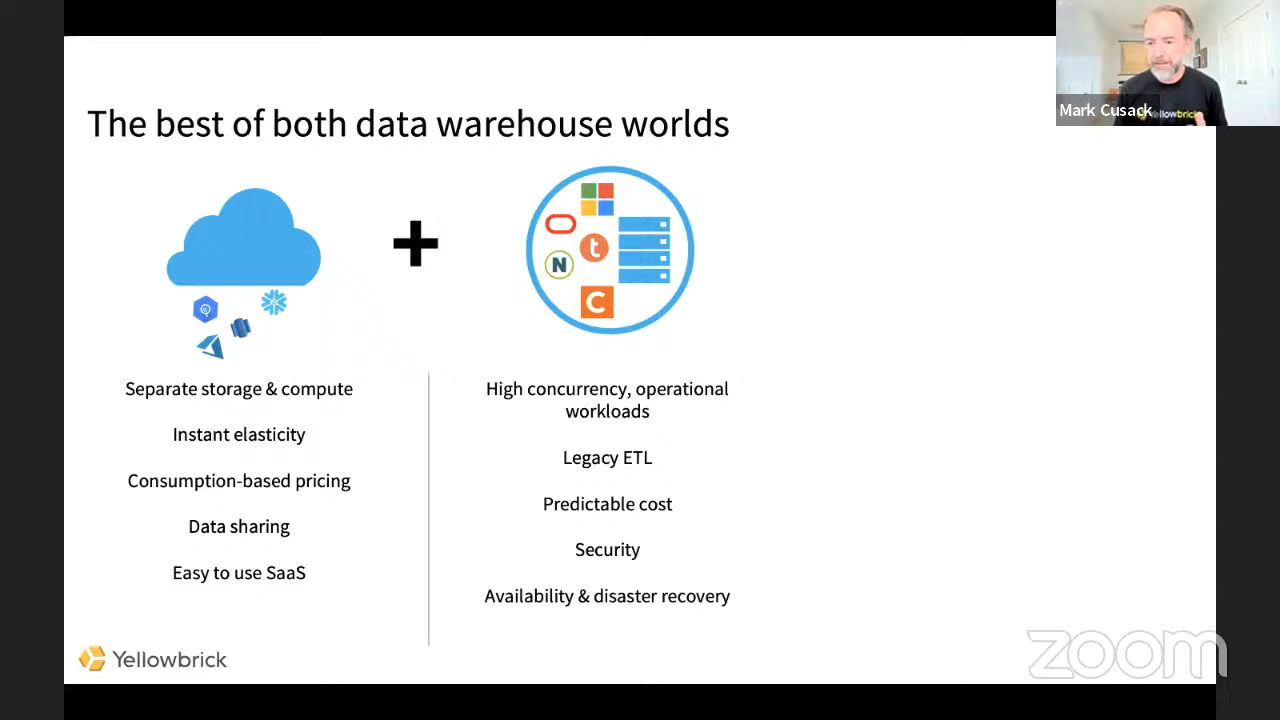 The best of both data warehouse worlds
Mark Cusack
Yellowbrick
N
t
C
Separate storage & compute
Instant elasticity
Consumption-based pricing
Data sharing
Easy to use SaaS
High concurrency, operational
workloads
Legacy ETL
Predictable cost
Security
Availability & disaster recovery
Yellowbrick
zoom